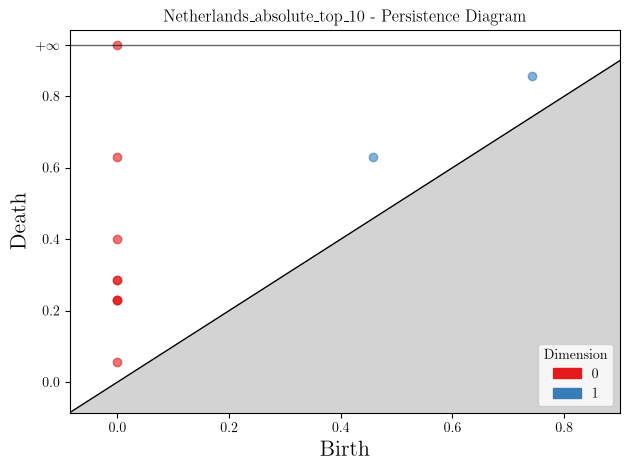 Netherlands_absolute_top_10 - Persistence Diagram
+∞
0.8
0.6
0.4
0.2
0.0
Death
0.0 0.2 0.4 0.6 0.8
Birth
Dimension
0
1